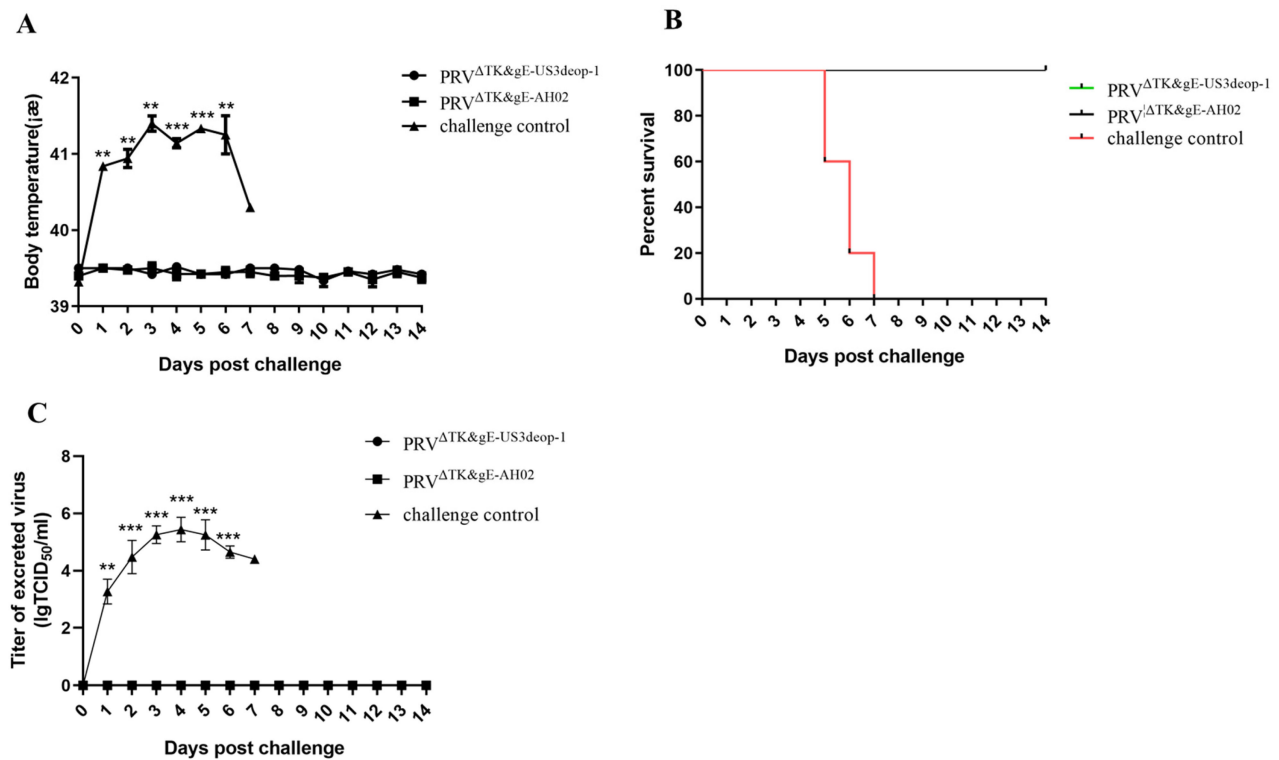 A
42
41
40
39
Body temperature(¡æ)
** ** ** *** *** **
0 1 2 3 4 5 6 7 8 9 10 11 12 13 14
Days post challenge
PRVΔTK&gE-US3deop-1
PRVΔTK&gE-AH02
challenge control
B
100
80
60
40
20
0
Percent survival
0 1 2 3 4 5 6 7 8 9 10 11 12 13 14
Days post challenge
PRVΔTK&gE-US3deop-1
PRV¦ΔTK&gE-AH02
challenge control
C
8
6
4
2
0
Titer of excreted virus
(lgTCID50/ml)
** *** *** *** *** ***
0 1 2 3 4 5 6 7 8 9 10 11 12 13 14
Days post challenge
PRVΔTK&gE-US3deop-1
PRVΔTK&gE-AH02
challenge control